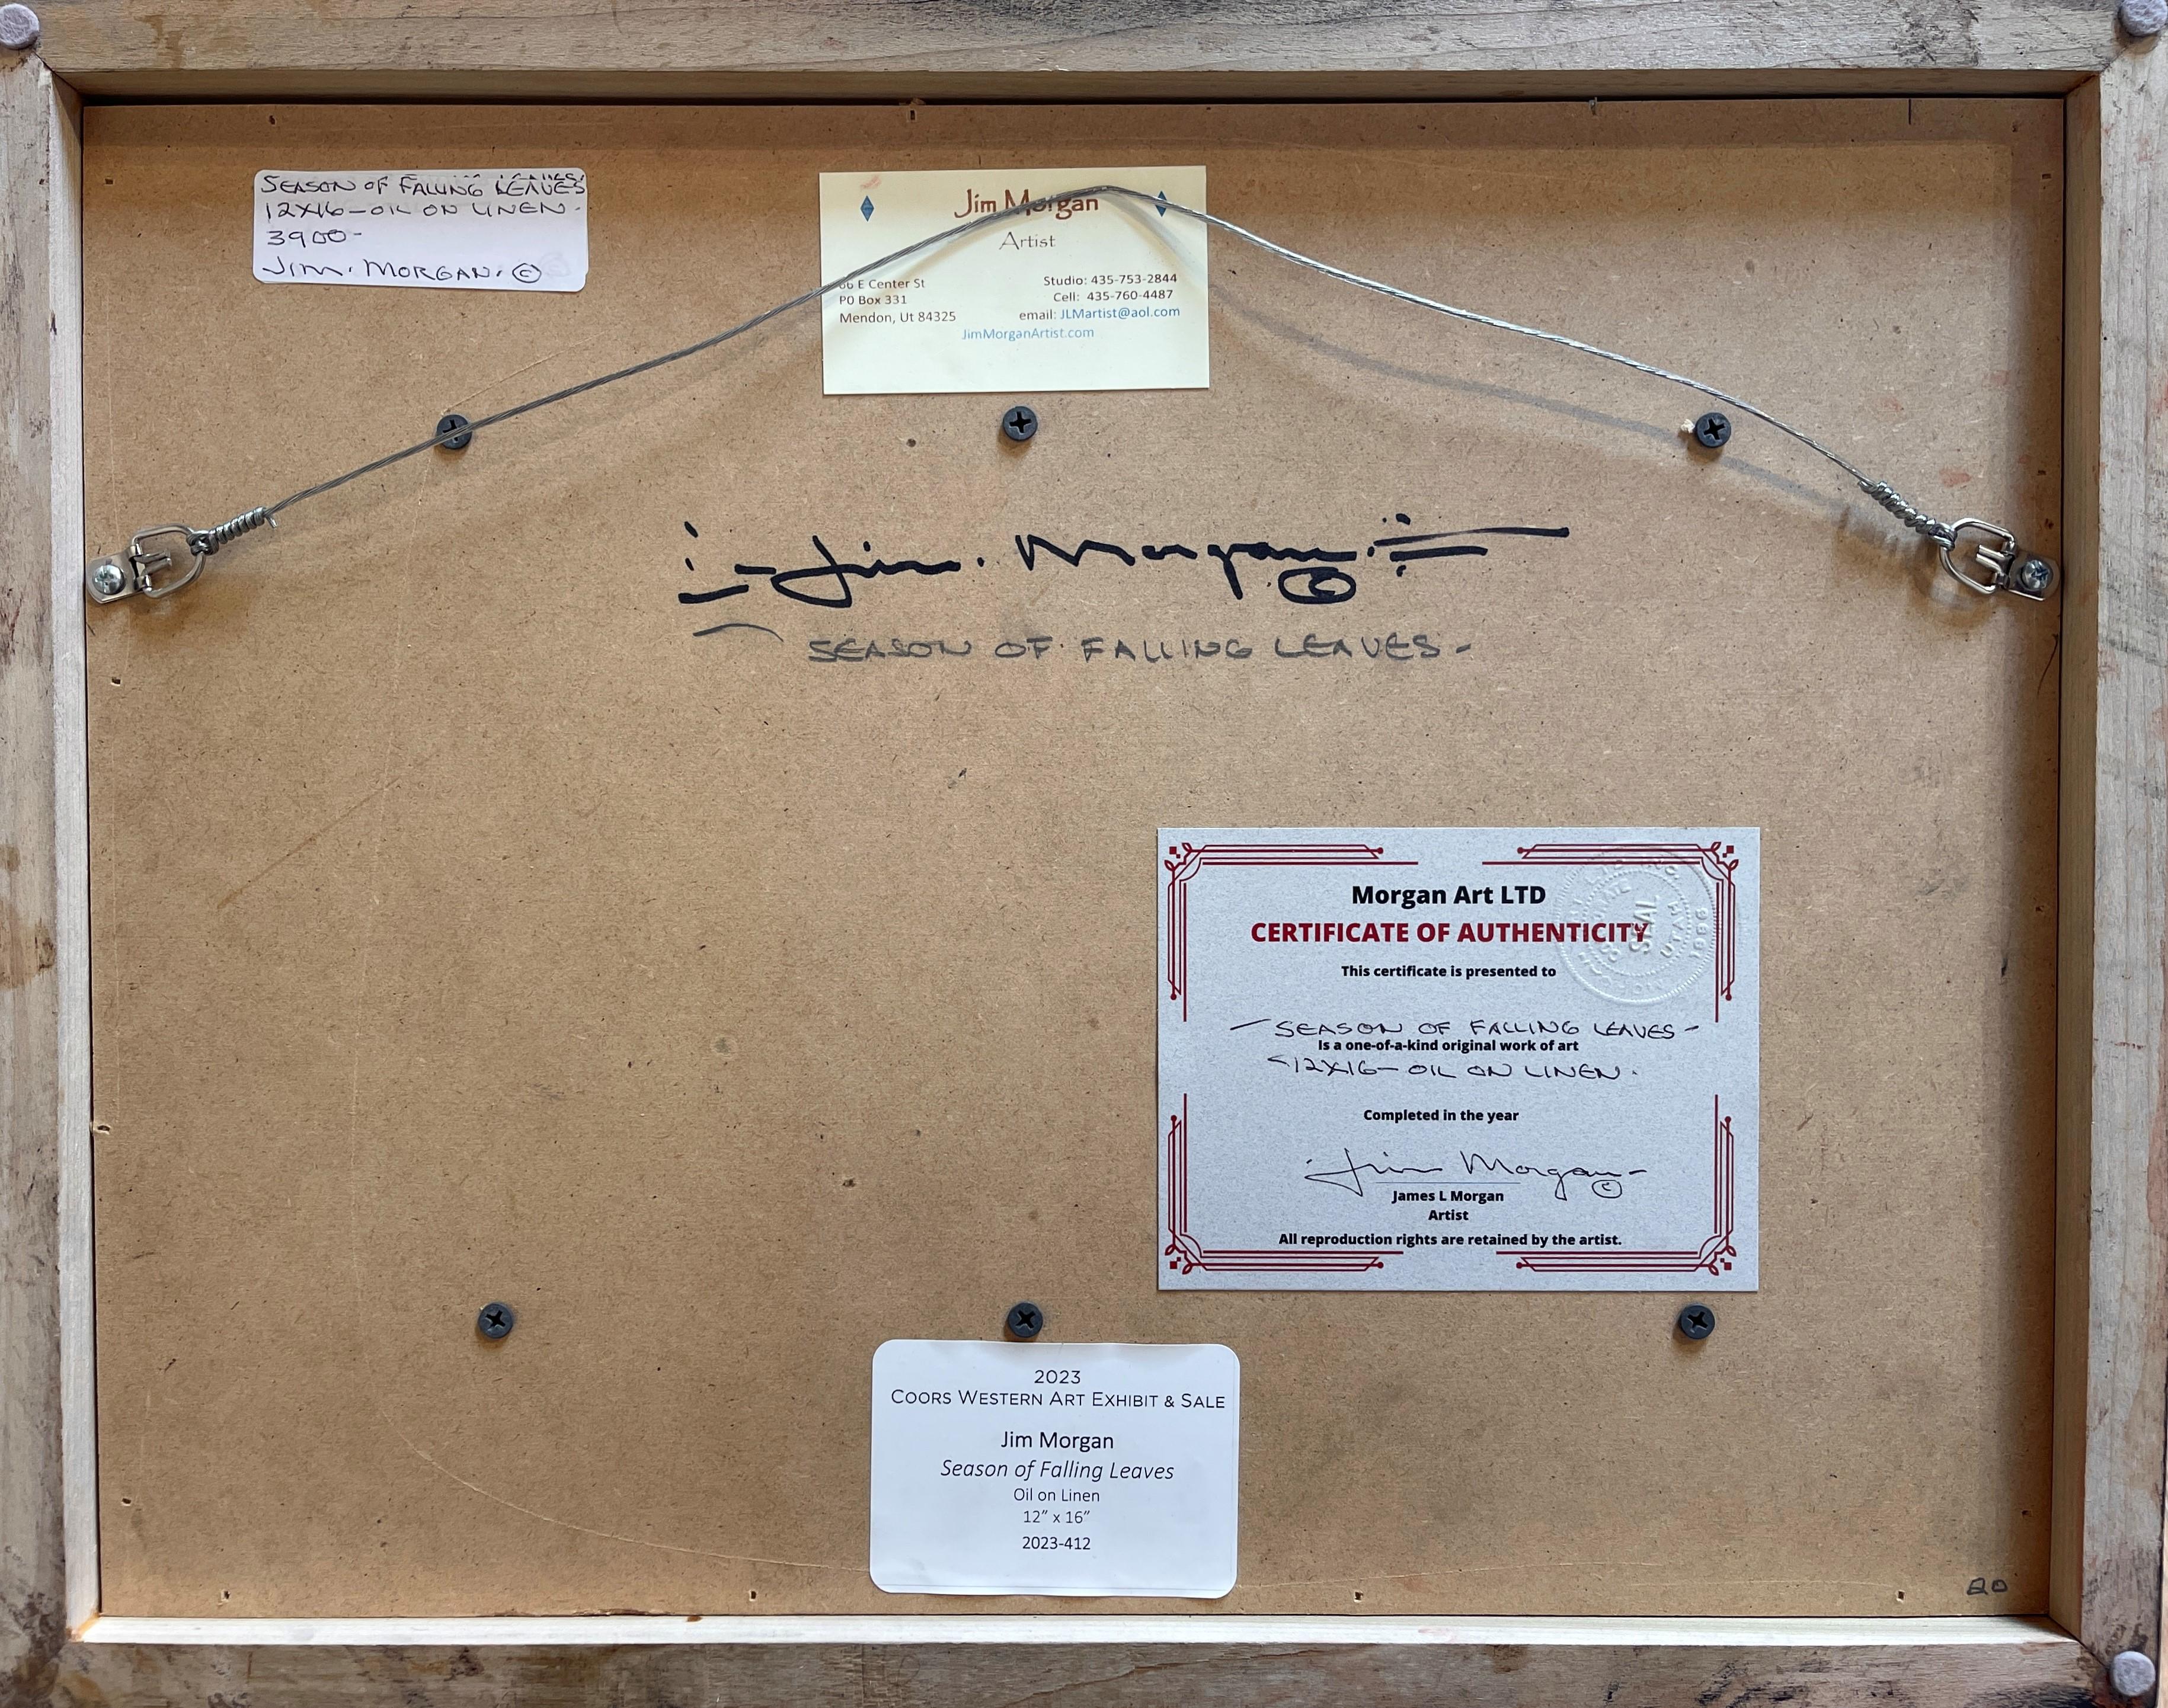 SEASON OF FALLING LEAVES
12X16-OIL ON LINEN-
3900-
JIM. MORGAN. ©
Jim Morgan
Artist
66 E Center St
PO Box 331
Mendon, Ut 84325
Studio: 435-753-2844
Cell: 435-760-4487
email: JLMartist@aol.com
JimMorganArtist.com
Jim. Morgan. ©
SEASON OF FALLING LEAVES-
Morgan Art LTD
CERTIFICATE OF AUTHENTICITY
SEAL
UTAH
This certificate is presented to
-SEASON OF FALLING LEAVES-
Is a one-of-a-kind original work of art
12X16-OIL ON LINEN.
Completed in the year
Jim Morgan- ©
James L Morgan
Artist
All reproduction rights are retained by the artist.
2023
COORS WESTERN ART EXHIBIT & SALE
Jim Morgan
Season of Falling Leaves
Oil on Linen
12" x 16"
2023-412
20